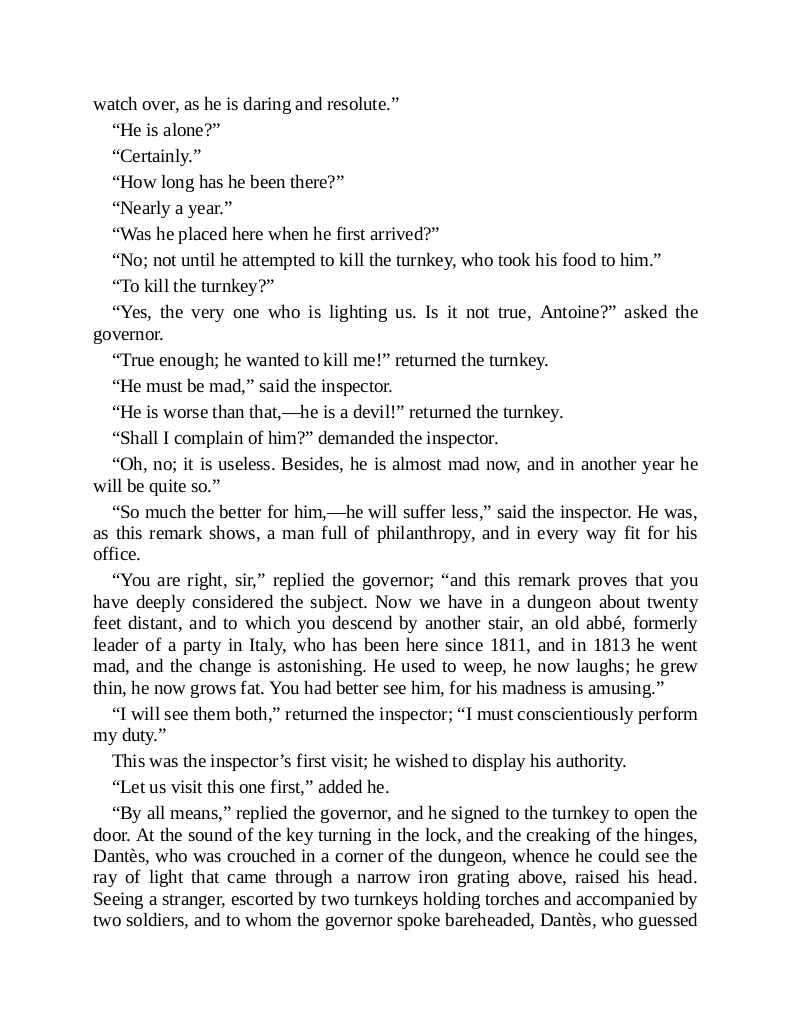 watch over, as he is daring and resolute.”
“He is alone?”
“Certainly.”
“How long has he been there?”
“Nearly a year.”
“Was he placed here when he first arrived?”
“No; not until he attempted to kill the turnkey, who took his food to him.”
“To kill the turnkey?”
“Yes, the very one who is lighting us. Is it not true, Antoine?” asked the
governor.
“True enough; he wanted to kill me!” returned the turnkey.
“He must be mad,” said the inspector.
“He is worse than that,—he is a devil!” returned the turnkey.
“Shall I complain of him?” demanded the inspector.
“Oh, no; it is useless. Besides, he is almost mad now, and in another year he
will be quite so.”
“So much the better for him,—he will suffer less,” said the inspector. He was,
as this remark shows, a man full of philanthropy, and in every way fit for his
office.
“You are right, sir,” replied the governor; “and this remark proves that you
have deeply considered the subject. Now we have in a dungeon about twenty
feet distant, and to which you descend by another stair, an old abbé, formerly
leader of a party in Italy, who has been here since 1811, and in 1813 he went
mad, and the change is astonishing. He used to weep, he now laughs; he grew
thin, he now grows fat. You had better see him, for his madness is amusing.”
“I will see them both,” returned the inspector; “I must conscientiously perform
my duty.”
This was the inspector’s first visit; he wished to display his authority.
“Let us visit this one first,” added he.
“By all means,” replied the governor, and he signed to the turnkey to open the
door. At the sound of the key turning in the lock, and the creaking of the hinges,
Dantès, who was crouched in a corner of the dungeon, whence he could see the
ray of light that came through a narrow iron grating above, raised his head.
Seeing a stranger, escorted by two turnkeys holding torches and accompanied by
two soldiers, and to whom the governor spoke bareheaded, Dantès, who guessed